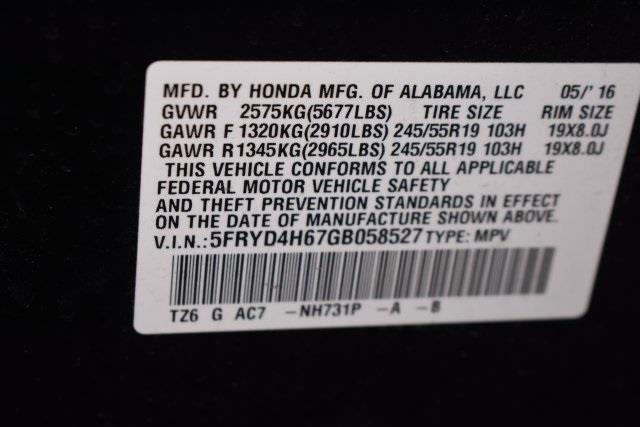 MFD. BY HONDA MFG. OF ALABAMA, LLC 05/'16
GVWR 2575KG(5677LBS) TIRE SIZE RIM SIZE
GAWR F 1320KG(2910LBS) 245/55R19 103H 19X8.0J
GAWR R 1345KG(2965LBS) 245/55R19 103H 19X8.0J
THIS VEHICLE CONFORMS TO ALL APPLICABLE
FEDERAL MOTOR VEHICLE SAFETY
AND THEFT PREVENTION STANDARDS IN EFFECT
ON THE DATE OF MANUFACTURE SHOWN ABOVE.
V.I.N.:5FRYD4H67GB058527 TYPE: MPV
TZ6 G AC7 -NH731P -A -B